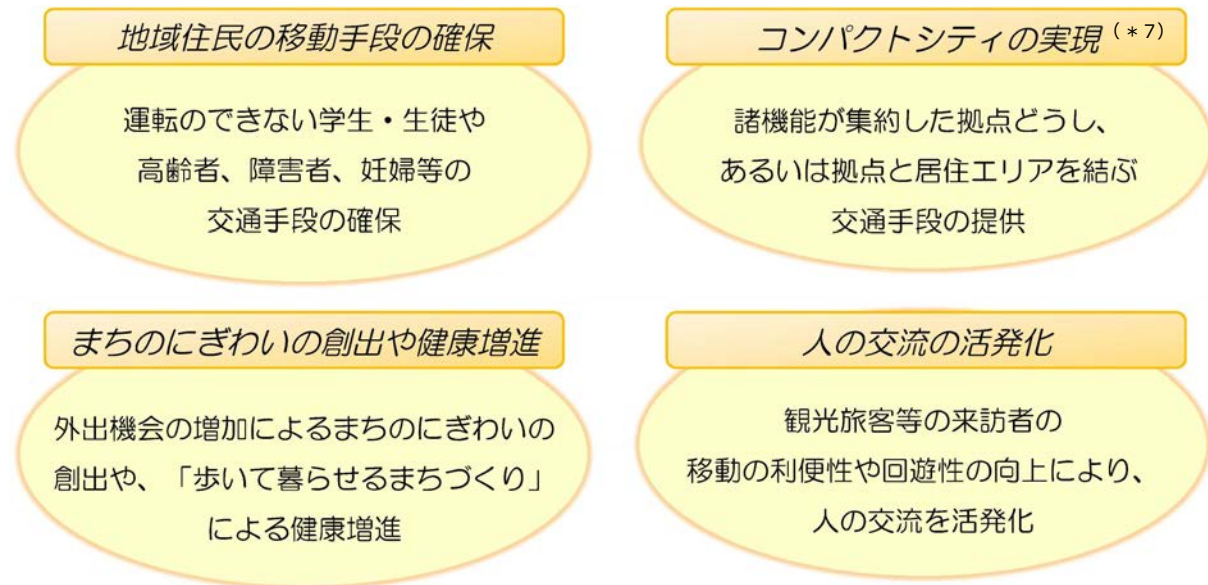 地域住民の移動手段の確保
運転のできない学生・生徒や
高齢者、障害者、妊婦等の
交通手段の確保
コンパクトシティの実現(*7)
諸機能が集約した拠点どうし、
あるいは拠点と居住エリアを結ぶ
交通手段の提供
まちのにぎわいの創出や健康増進
外出機会の増加によるまちのにぎわいの
創出や、「歩いて暮らせるまちづくり」
による健康増進
人の交流の活発化
観光旅客等の来訪者の
移動の利便性や回遊性の向上により、
人の交流を活発化